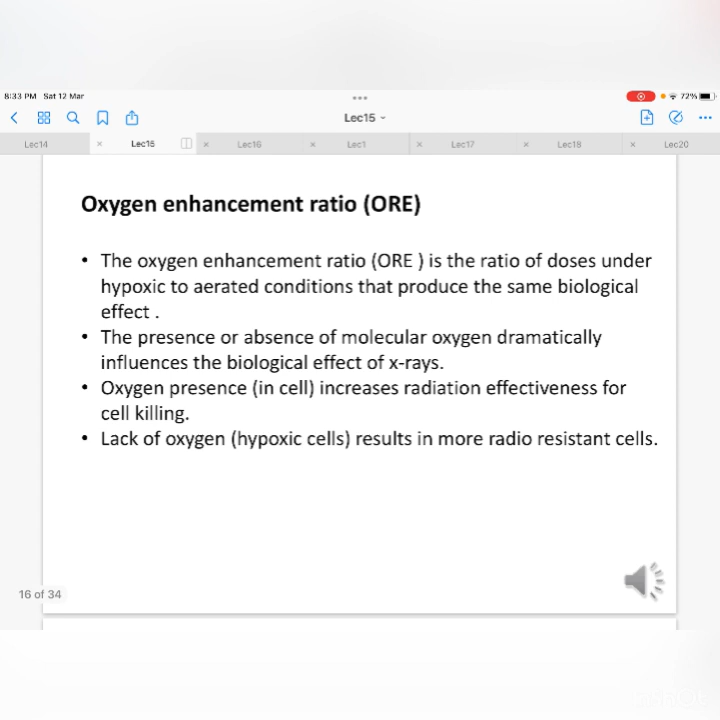 8:33 PM Sat 12 Mar
72%
Lec15
Lec14
Lec15
Lec16
Lec1
Lec17
Lec18
Lec20
Oxygen enhancement ratio (ORE)
• The oxygen enhancement ratio (ORE ) is the ratio of doses under
hypoxic to aerated conditions that produce the same biological
effect .
• The presence or absence of molecular oxygen dramatically
influences the biological effect of x-rays.
• Oxygen presence (in cell) increases radiation effectiveness for
cell killing.
• Lack of oxygen (hypoxic cells) results in more radio resistant cells.
16 of 34